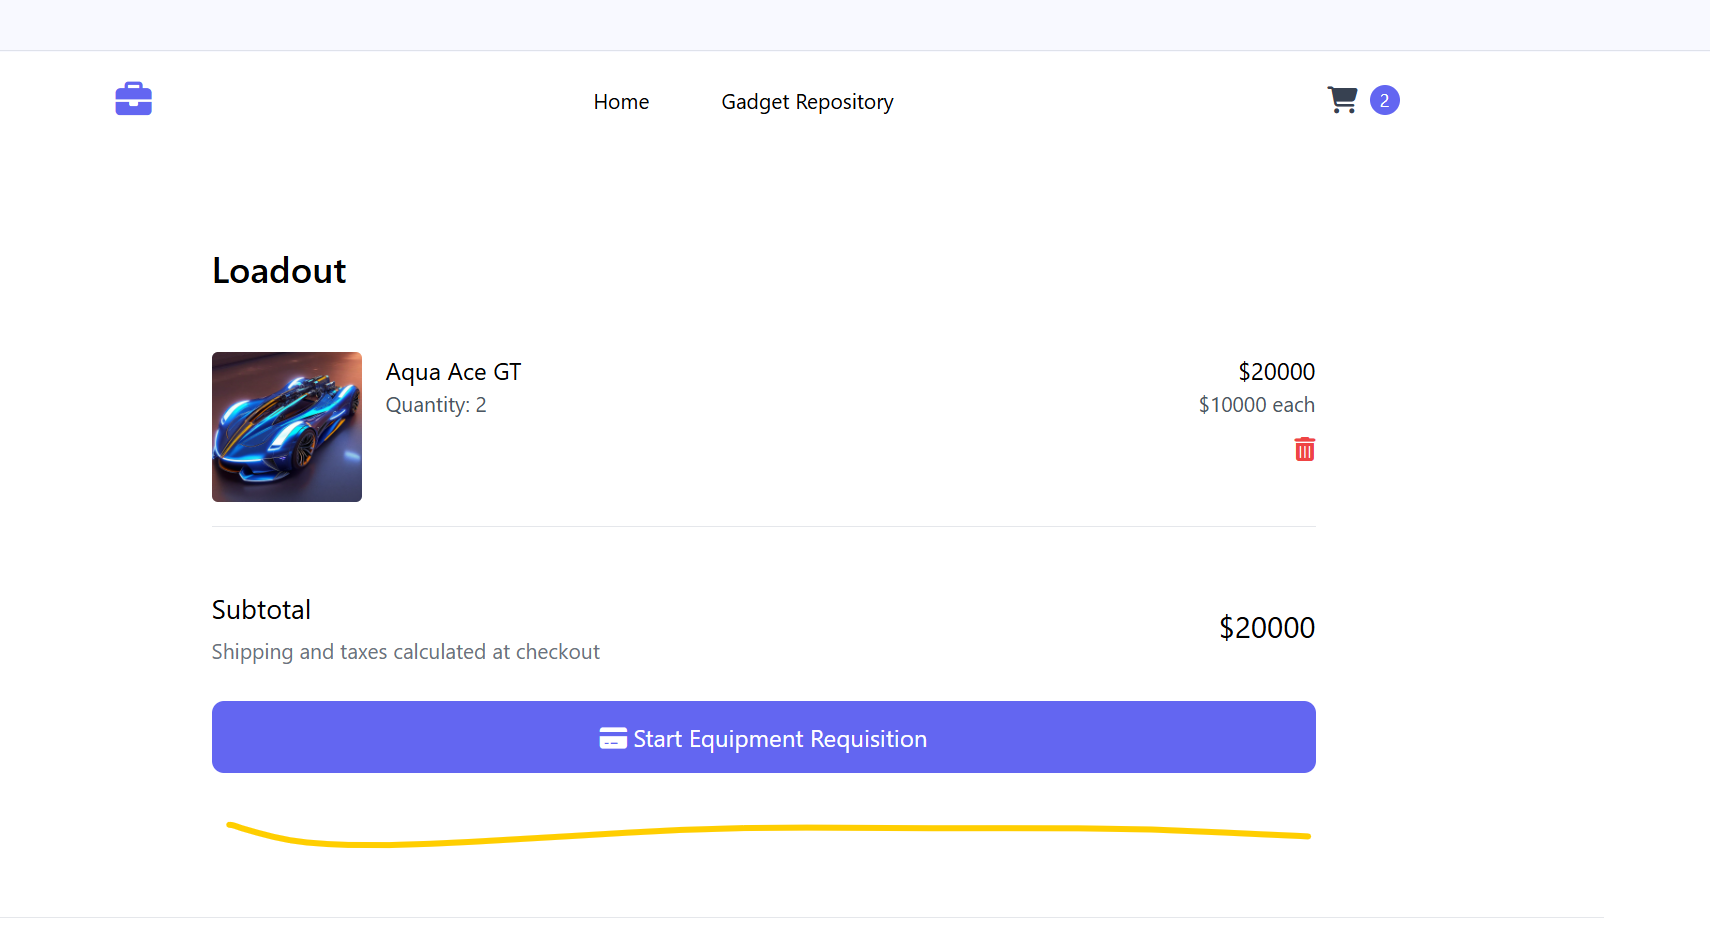 Home Gadget Repository 2
Loadout
Aqua Ace GT $20000
Quantity: 2 $10000 each
Subtotal
$20000
Shipping and taxes calculated at checkout
Start Equipment Requisition